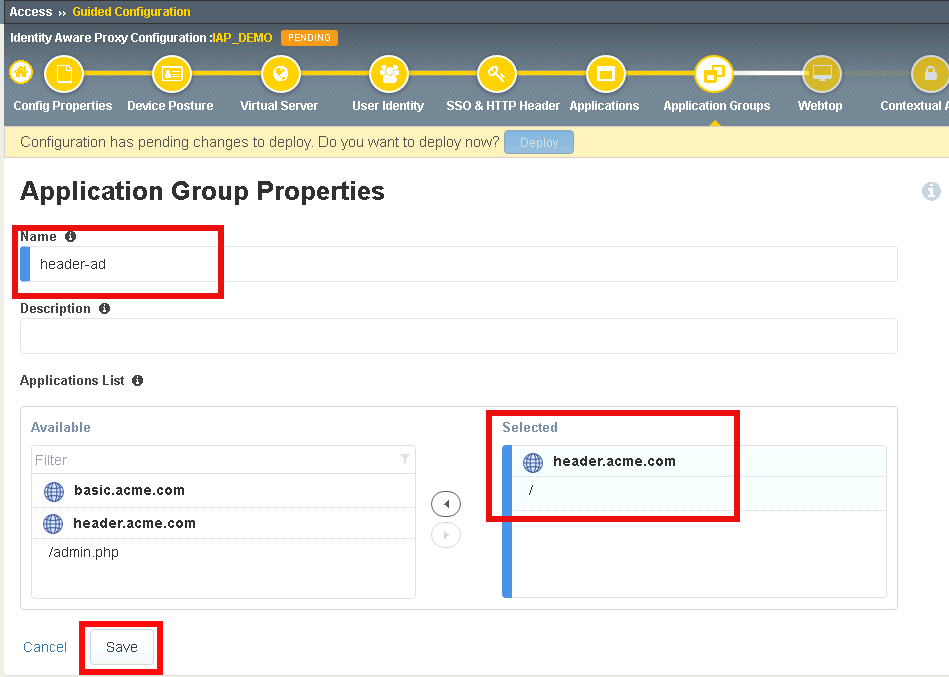 Access ›› Guided Configuration
Identity Aware Proxy Configuration :IAP_DEMO PENDING
Config Properties Device Posture Virtual Server User Identity SSO & HTTP Header Applications Application Groups Webtop Contextual A
Configuration has pending changes to deploy. Do you want to deploy now? Deploy
Application Group Properties
Name
header-ad
Description
Applications List
Available
Filter
basic.acme.com
header.acme.com
/admin.php
Selected
header.acme.com
/
Cancel Save